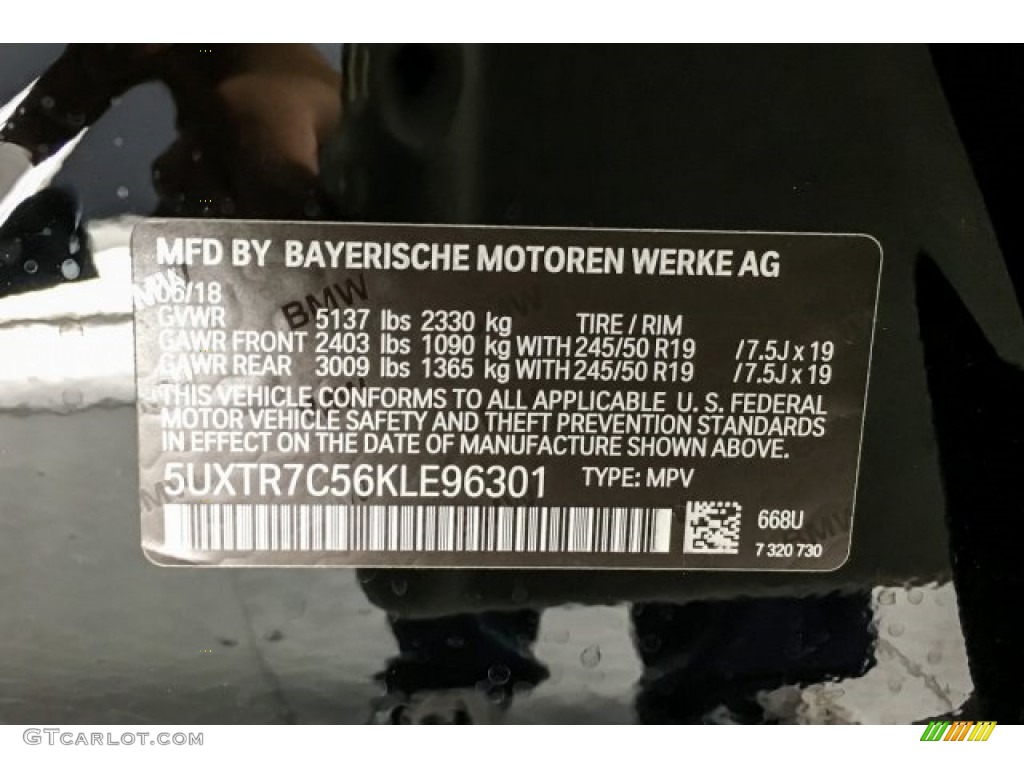 MFD BY BAYERISCHE MOTOREN WERKE AG
06/18
GVWR 5137 lbs 2330 kg TIRE / RIM
GAWR FRONT 2403 lbs 1090 kg WITH 245/50 R19 /7.5J x 19
GAWR REAR 3009 lbs 1365 kg WITH 245/50 R19 /7.5J x 19
THIS VEHICLE CONFORMS TO ALL APPLICABLE U. S. FEDERAL
MOTOR VEHICLE SAFETY AND THEFT PREVENTION STANDARDS
IN EFFECT ON THE DATE OF MANUFACTURE SHOWN ABOVE.
5UXTR7C56KLE96301 TYPE: MPV
668U
7 320 730
BMW
BMW
GTCarlot.com